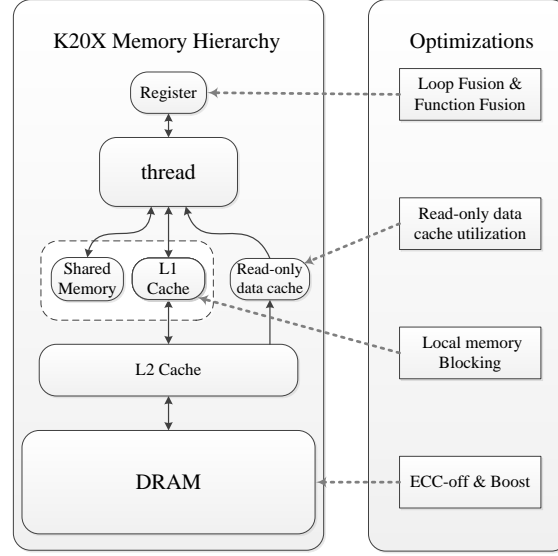 K20X Memory Hierarchy
Register
thread
Shared
Memory
L1
Cache
Read-only
data cache
L2 Cache
DRAM
Optimizations
Loop Fusion &
Function Fusion
Read-only data
cache utilization
Local memory
Blocking
ECC-off & Boost